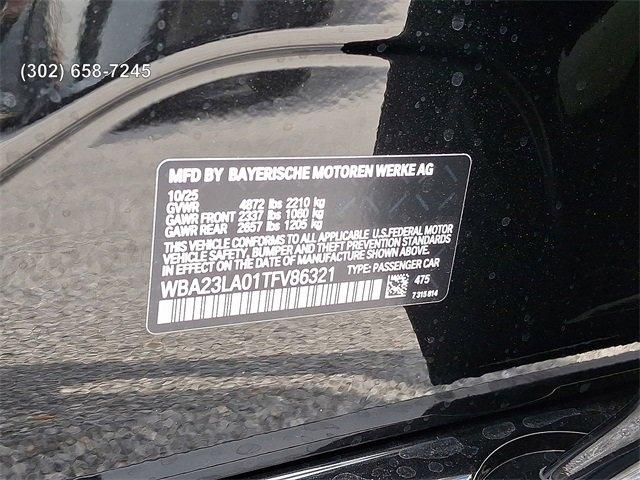 (302) 658-7245
MFD BY BAYERISCHE MOTOREN WERKE AG
10/25
GVWR 4872 lbs 2210 kg
GAWR FRONT 2337 lbs 1060 kg
GAWR REAR 2657 lbs 1205 kg
THIS VEHICLE CONFORMS TO ALL APPLICABLE U.S.FEDERAL MOTOR
VEHICLE SAFETY, BUMPER AND THEFT PREVENTION STANDARDS
IN EFFECT ON THE DATE OF MANUFACTURE SHOWN ABOVE.
WBA23LA01TFV86321 TYPE: PASSENGER CAR
475
7 315 814